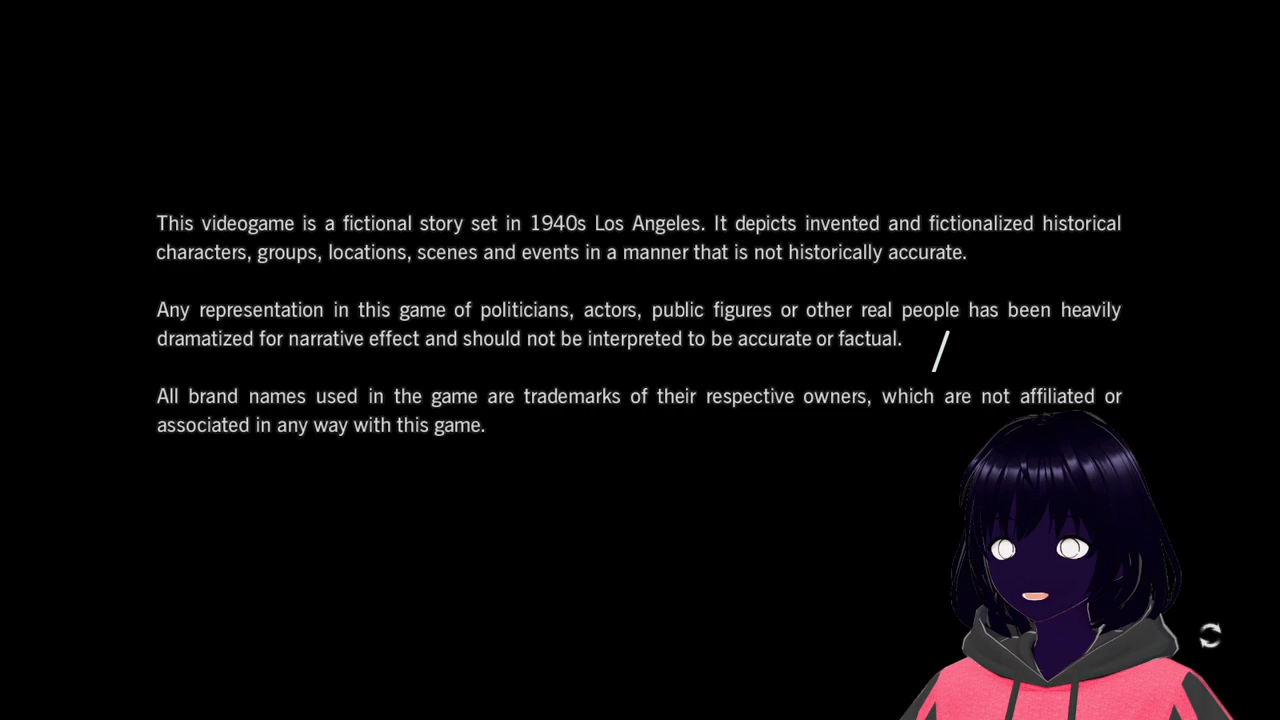 This videogame is a fictional story set in 1940s Los Angeles. It depicts invented and fictionalized historical
characters, groups, locations, scenes and events in a manner that is not historically accurate.
Any representation in this game of politicians, actors, public figures or other real people has been heavily
dramatized for narrative effect and should not be interpreted to be accurate or factual.
All brand names used in the game are trademarks of their respective owners, which are not affiliated or
associated in any way with this game.